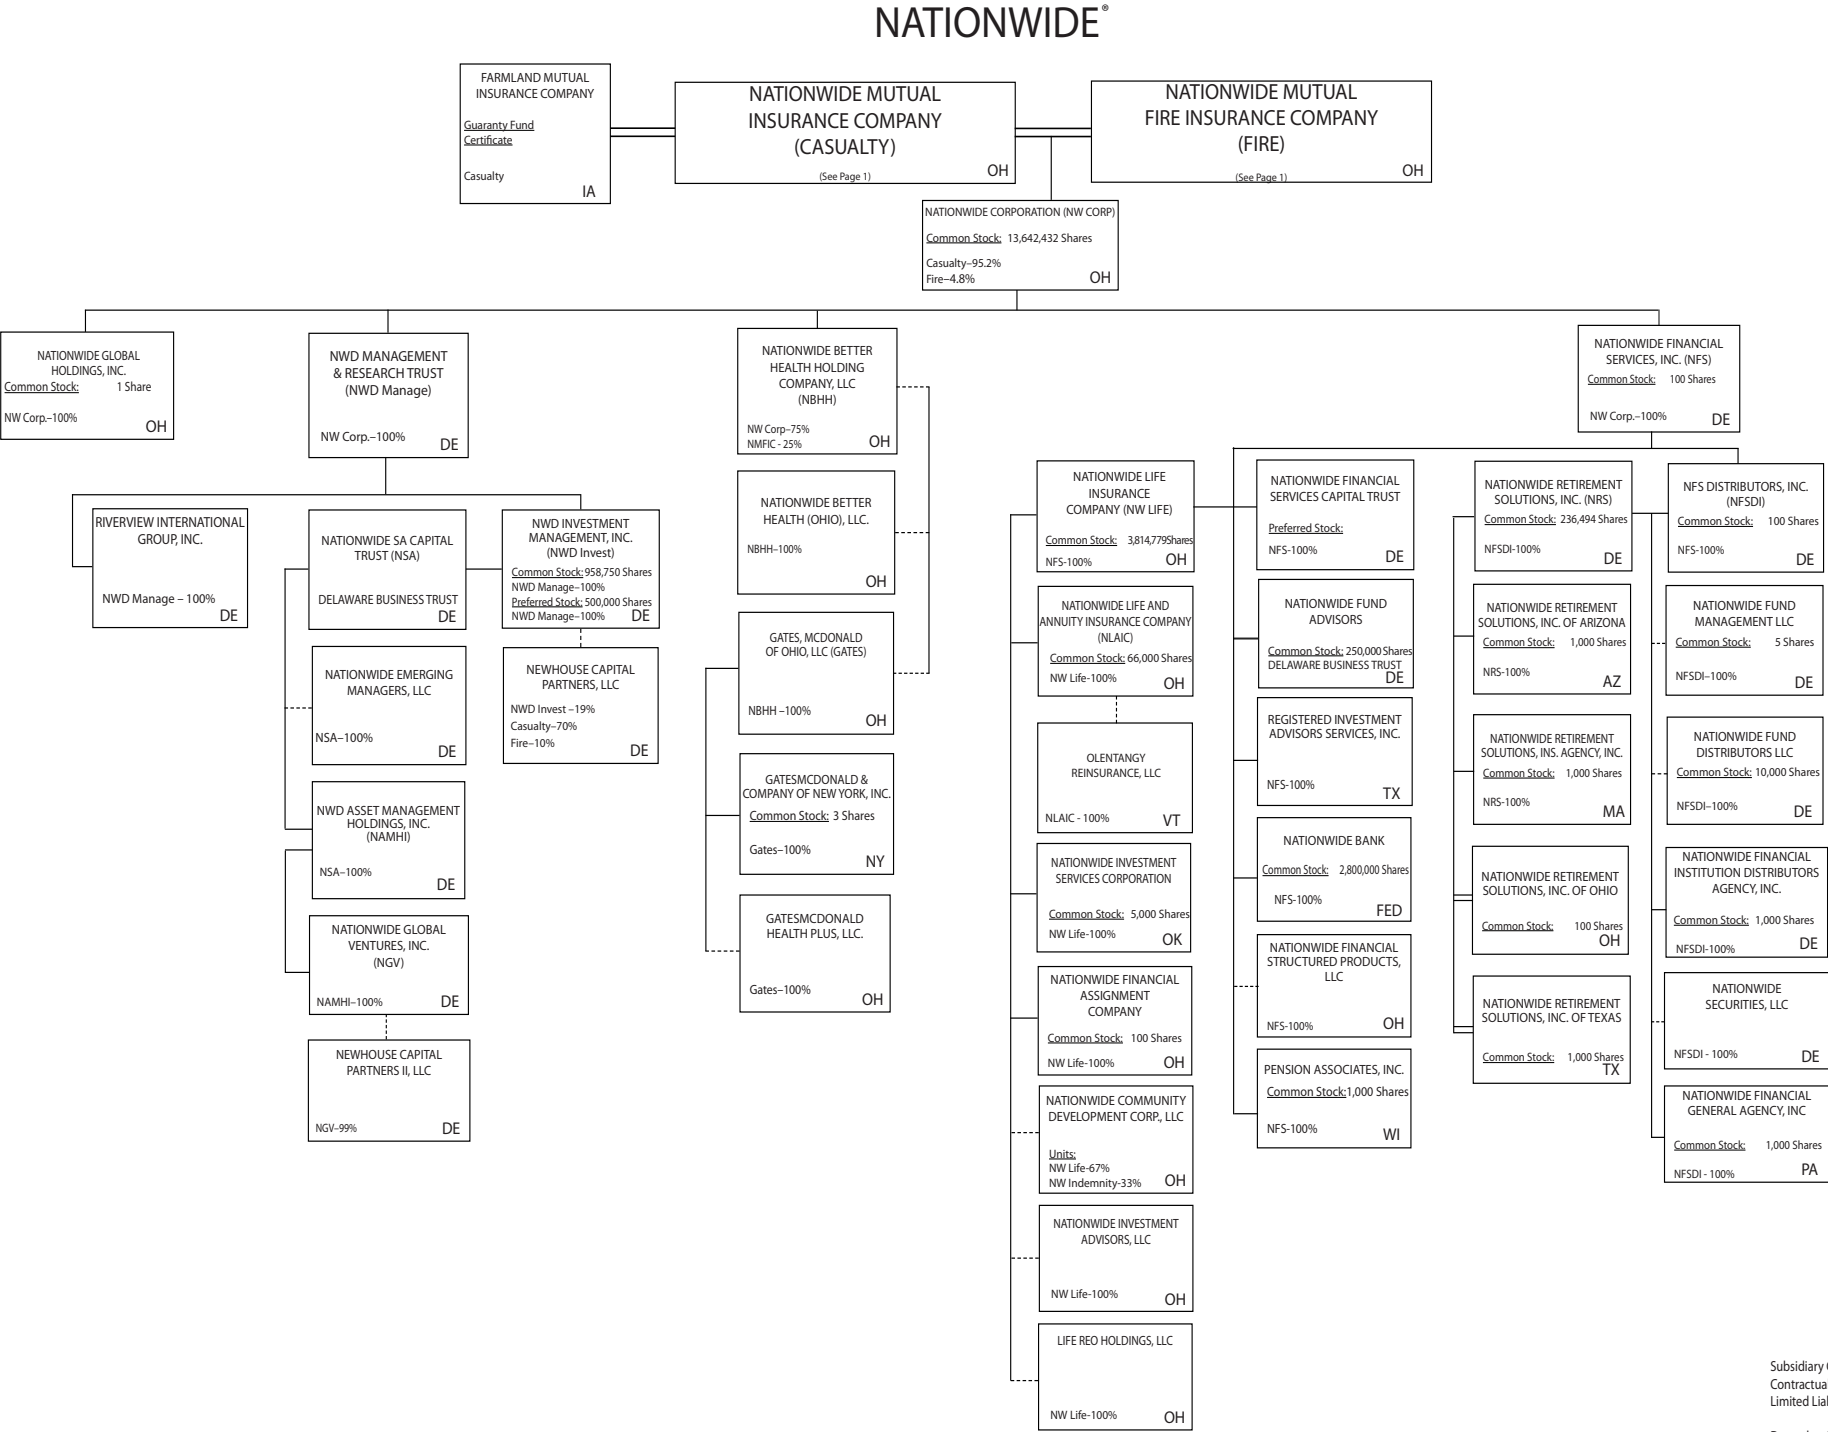 NATIONWIDE®
FARMLAND MUTUAL
INSURANCE COMPANY
Guaranty Fund
Certificate
Casualty
IA
NATIONWIDE MUTUAL
INSURANCE COMPANY
(CASUALTY)
(See Page 1)
OH
NATIONWIDE MUTUAL
FIRE INSURANCE COMPANY
(FIRE)
(See Page 1)
OH
NATIONWIDE CORPORATION (NW CORP)
Common Stock: 13,642,432 Shares
Casualty–95.2%
Fire–4.8%
OH
NATIONWIDE GLOBAL
HOLDINGS, INC.
Common Stock: 1 Share
NW Corp.–100%
OH
NWD MANAGEMENT
& RESEARCH TRUST
(NWD Manage)
NW Corp.–100%
DE
NATIONWIDE BETTER
HEALTH HOLDING
COMPANY, LLC
(NBHH)
NW Corp–75%
NMFIC - 25%
OH
NATIONWIDE FINANCIAL
SERVICES, INC. (NFS)
Common Stock: 100 Shares
NW Corp.–100%
DE
RIVERVIEW INTERNATIONAL
GROUP, INC.
NWD Manage – 100%
DE
NATIONWIDE SA CAPITAL
TRUST (NSA)
DELAWARE BUSINESS TRUST
DE
NWD INVESTMENT
MANAGEMENT, INC.
(NWD Invest)
Common Stock: 958,750 Shares
NWD Manage–100%
Preferred Stock: 500,000 Shares
NWD Manage–100%
DE
NATIONWIDE EMERGING
MANAGERS, LLC
NSA–100%
DE
NEWHOUSE CAPITAL
PARTNERS, LLC
NWD Invest –19%
Casualty–70%
Fire–10%
DE
NWD ASSET MANAGEMENT
HOLDINGS, INC.
(NAMHI)
NSA–100%
DE
NATIONWIDE GLOBAL
VENTURES, INC.
(NGV)
NAMHI–100%
DE
NEWHOUSE CAPITAL
PARTNERS II, LLC
NGV–99%
DE
NATIONWIDE BETTER
HEALTH (OHIO), LLC.
NBHH–100%
OH
GATES, MCDONALD
OF OHIO, LLC (GATES)
NBHH –100%
OH
GATESMCDONALD &
COMPANY OF NEW YORK, INC.
Common Stock: 3 Shares
Gates–100%
NY
GATESMCDONALD
HEALTH PLUS, LLC.
Gates–100%
OH
NATIONWIDE LIFE
INSURANCE
COMPANY (NW LIFE)
Common Stock: 3,814,779Shares
NFS-100%
OH
NATIONWIDE LIFE AND
ANNUITY INSURANCE COMPANY
(NLAIC)
Common Stock: 66,000 Shares
NW Life-100%
OH
OLENTANGY
REINSURANCE, LLC
NLAIC - 100%
VT
NATIONWIDE INVESTMENT
SERVICES CORPORATION
Common Stock: 5,000 Shares
NW Life-100%
OK
NATIONWIDE FINANCIAL
ASSIGNMENT
COMPANY
Common Stock: 100 Shares
NW Life-100%
OH
NATIONWIDE COMMUNITY
DEVELOPMENT CORP., LLC
Units:
NW Life-67%
NW Indemnity-33%
OH
NATIONWIDE INVESTMENT
ADVISORS, LLC
NW Life-100%
OH
LIFE REO HOLDINGS, LLC
NW Life-100%
OH
NATIONWIDE FINANCIAL
SERVICES CAPITAL TRUST
Preferred Stock:
NFS-100%
DE
NATIONWIDE FUND
ADVISORS
Common Stock: 250,000 Shares
DELAWARE BUSINESS TRUST
DE
REGISTERED INVESTMENT
ADVISORS SERVICES, INC.
NFS-100%
TX
NATIONWIDE BANK
Common Stock: 2,800,000 Shares
NFS-100%
FED
NATIONWIDE FINANCIAL
STRUCTURED PRODUCTS,
LLC
NFS-100%
OH
PENSION ASSOCIATES, INC.
Common Stock:1,000 Shares
NFS-100%
WI
NATIONWIDE RETIREMENT
SOLUTIONS, INC. (NRS)
Common Stock: 236,494 Shares
NFSDI-100%
DE
NATIONWIDE RETIREMENT
SOLUTIONS, INC. OF ARIZONA
Common Stock: 1,000 Shares
NRS-100%
AZ
NATIONWIDE RETIREMENT
SOLUTIONS, INS. AGENCY, INC.
Common Stock: 1,000 Shares
NRS-100%
MA
NATIONWIDE RETIREMENT
SOLUTIONS, INC. OF OHIO
Common Stock: 100 Shares
OH
NATIONWIDE RETIREMENT
SOLUTIONS, INC. OF TEXAS
Common Stock: 1,000 Shares
TX
NFS DISTRIBUTORS, INC.
(NFSDI)
Common Stock: 100 Shares
NFS-100%
DE
NATIONWIDE FUND
MANAGEMENT LLC
Common Stock: 5 Shares
NFSDI–100%
DE
NATIONWIDE FUND
DISTRIBUTORS LLC
Common Stock: 10,000 Shares
NFSDI–100%
DE
NATIONWIDE FINANCIAL
INSTITUTION DISTRIBUTORS
AGENCY, INC.
Common Stock: 1,000 Shares
NFSDI-100%
DE
NATIONWIDE
SECURITIES, LLC
NFSDI - 100%
DE
NATIONWIDE FINANCIAL
GENERAL AGENCY, INC
Common Stock: 1,000 Shares
NFSDI - 100%
PA
Subsidiary
Contractua
Limited Lia